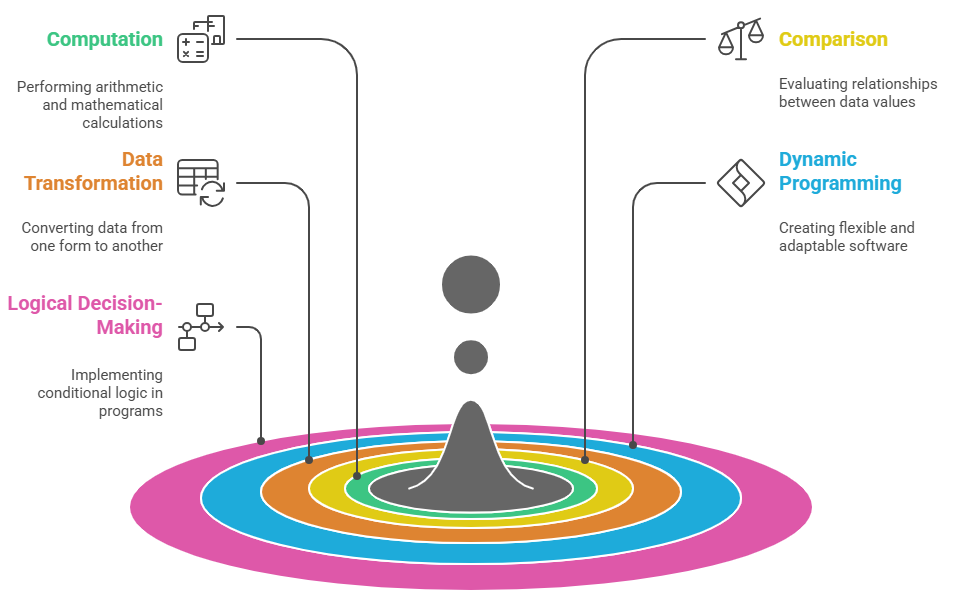 Computation
Performing arithmetic
and mathematical
calculations
Data
Transformation
Converting data from
one form to another
Logical Decision-
Making
Implementing
conditional logic in
programs
Comparison
Evaluating relationships
between data values
Dynamic
Programming
Creating flexible and
adaptable software